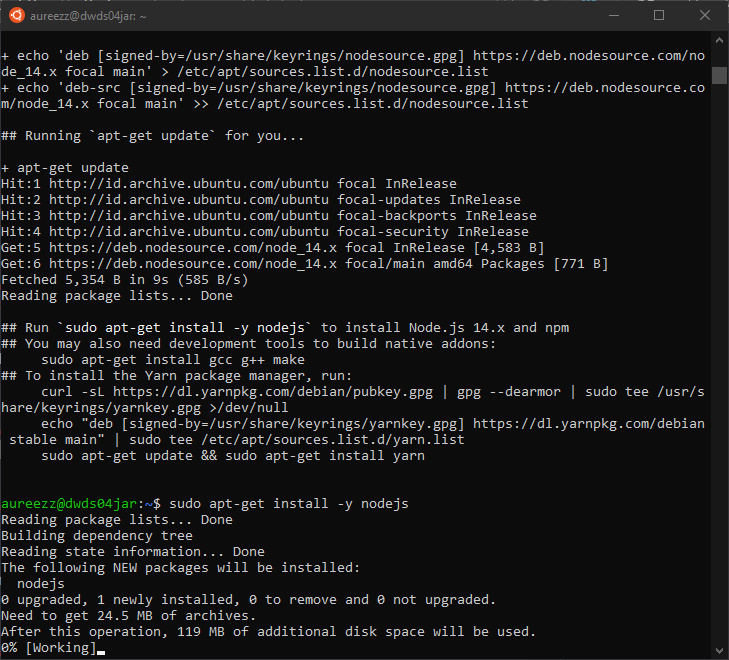 aureezz@dwds04jar: ~
+ echo 'deb [signed-by=/usr/share/keyrings/nodesource.gpg] https://deb.nodesource.com/no
de_14.x focal main' > /etc/apt/sources.list.d/nodesource.list
+ echo 'deb-src [signed-by=/usr/share/keyrings/nodesource.gpg] https://deb.nodesource.co
m/node_14.x focal main' >> /etc/apt/sources.list.d/nodesource.list
## Running `apt-get update` for you...
+ apt-get update
Hit:1 http://id.archive.ubuntu.com/ubuntu focal InRelease
Hit:2 http://id.archive.ubuntu.com/ubuntu focal-updates InRelease
Hit:3 http://id.archive.ubuntu.com/ubuntu focal-backports InRelease
Hit:4 http://id.archive.ubuntu.com/ubuntu focal-security InRelease
Get:5 https://deb.nodesource.com/node_14.x focal InRelease [4,583 B]
Get:6 https://deb.nodesource.com/node_14.x focal/main amd64 Packages [771 B]
Fetched 5,354 B in 9s (585 B/s)
Reading package lists... Done
## Run `sudo apt-get install -y nodejs` to install Node.js 14.x and npm
## You may also need development tools to build native addons:
     sudo apt-get install gcc g++ make
## To install the Yarn package manager, run:
     curl -sL https://dl.yarnpkg.com/debian/pubkey.gpg | gpg --dearmor | sudo tee /usr/s
hare/keyrings/yarnkey.gpg >/dev/null
     echo "deb [signed-by=/usr/share/keyrings/yarnkey.gpg] https://dl.yarnpkg.com/debian
 stable main" | sudo tee /etc/apt/sources.list.d/yarn.list
     sudo apt-get update && sudo apt-get install yarn
aureezz@dwds04jar:~$ sudo apt-get install -y nodejs
Reading package lists... Done
Building dependency tree
Reading state information... Done
The following NEW packages will be installed:
  nodejs
0 upgraded, 1 newly installed, 0 to remove and 0 not upgraded.
Need to get 24.5 MB of archives.
After this operation, 119 MB of additional disk space will be used.
0% [Working]